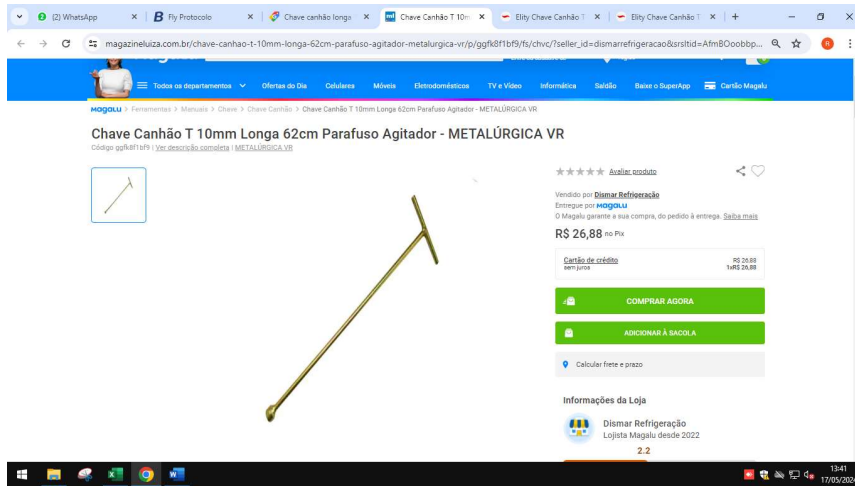 (2) WhatsApp
Fly Protocolo
Chave canhão longa
Chave Canhão T 10m
Elity Chave Canhão T
Elity Chave Canhão T
magazineluiza.com.br/chave-canhao-t-10mm-longa-62cm-parafuso-agitador-metalurgica-vr/p/ggfk8f1bf9/fs/chvc/?seller_id=dismarrefrigeracao&srsltid=AfmBOoobbp...
Todos os departamentos
Ofertas do Dia
Celulares
Móveis
Eletrodomésticos
TV e Vídeo
Informática
Saldão
Baixe o SuperApp
Cartão Magalu
MagaLu > Ferramentas > Manuais > Chave > Chave Canhão > Chave Canhão T 10mm Longa 62cm Parafuso Agitador - METALÚRGICA VR
Chave Canhão T 10mm Longa 62cm Parafuso Agitador - METALÚRGICA VR
Código ggfk8f1bf9 | Ver descrição completa | METALÚRGICA VR
Avaliar produto
Vendido por Dismar Refrigeração
Entregue por MagaLu
O Magalu garante a sua compra, do pedido à entrega. Saiba mais
R$ 26,88 no Pix
Cartão de crédito R$ 26,88
sem juros 1xR$ 26,88
COMPRAR AGORA
ADICIONAR À SACOLA
Calcular frete e prazo
Informações da Loja
Dismar Refrigeração
Lojista Magalu desde 2022
2.2
13:41
17/05/202